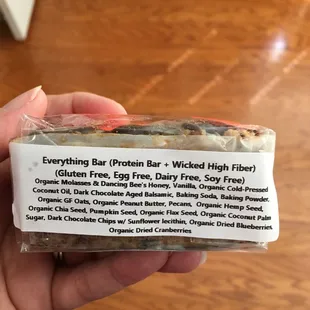 Everything Bar (Protein Bar + Wicked High Fiber)
(Gluten Free, Egg Free, Dairy Free, Soy Free)
Organic Molasses & Dancing Bee's Honey, Vanilla, Organic Cold-Pressed
Coconut Oil, Dark Chocolate Aged Balsamic, Baking Soda, Baking Powder,
Organic GF Oats, Organic Peanut Butter, Pecans, Organic Hemp Seed,
Organic Chia Seed, Pumpkin Seed, Organic Flax Seed, Organic Coconut Palm
Sugar, Dark Chocolate Chips w/ Sunflower lecithin, Organic Dried Blueberries,
Organic Dried Cranberries